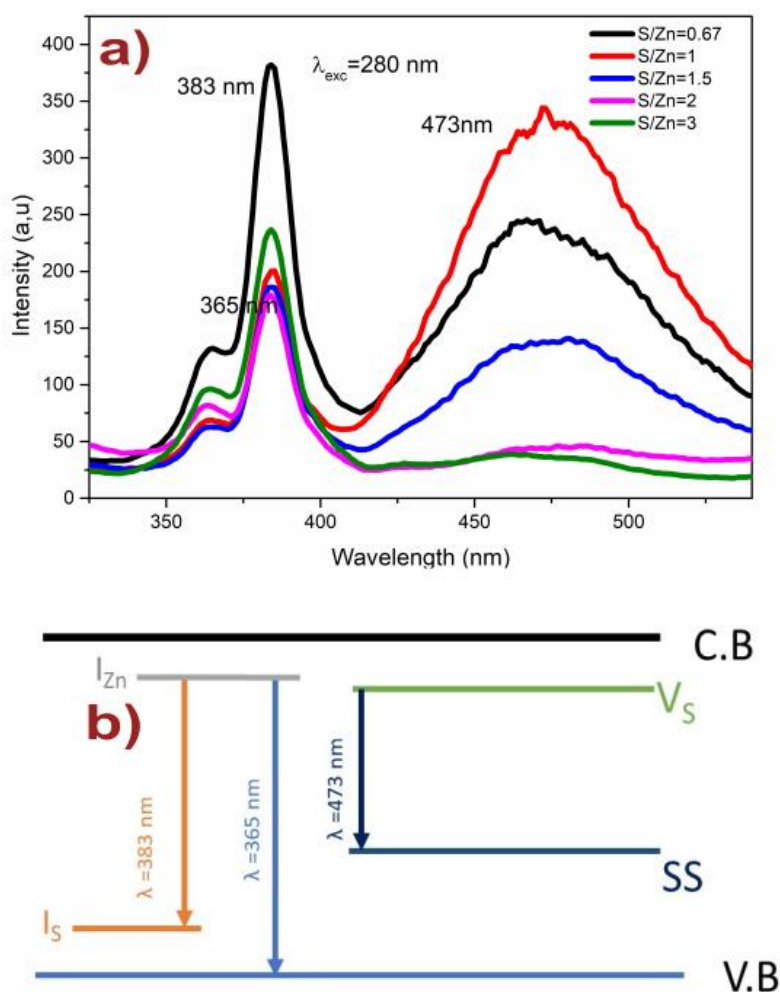 a)
383 nm
λexc=280 nm
473nm
365 nm
S/Zn=0.67
S/Zn=1
S/Zn=1.5
S/Zn=2
S/Zn=3
Intensity (a,u)
400
350
300
250
200
150
100
50
0
350
400
450
500
Wavelength (nm)
b)
C.B
IZn
VS
λ =383 nm
λ =365 nm
λ =473 nm
SS
IS
V.B